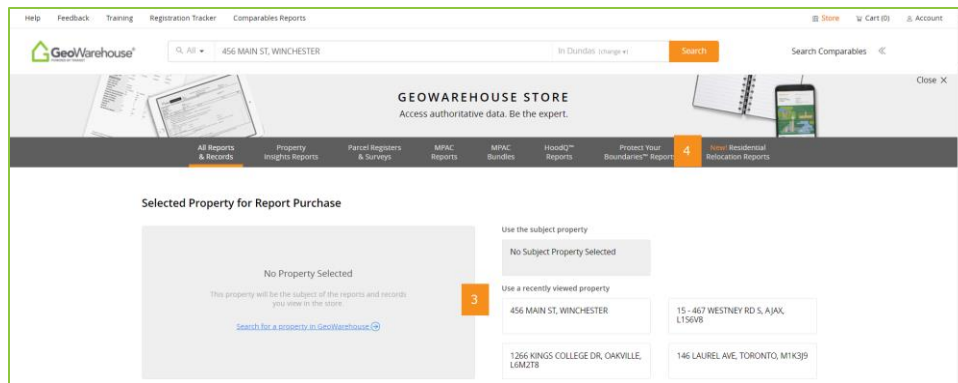 Help Feedback Training Registration Tracker Comparables Reports Store Cart (0) Account
GeoWarehouse®
All 456 MAIN ST, WINCHESTER In Dundas (change) Search Search Comparables
Close X
GEOWAREHOUSE STORE
Access authoritative data. Be the expert.
All Reports
& Records
Property
Insights Reports
Parcel Registers
& Surveys
MPAC
Reports
MPAC
Bundles
HoodQ™
Reports
Protect Your
Boundaries™ Report
4
New! Residential
Relocation Reports
Selected Property for Report Purchase
No Property Selected
This property will be the subject of the reports and records
you view in the store.
Search for a property in GeoWarehouse
3
Use the subject property
No Subject Property Selected
Use a recently viewed property
456 MAIN ST, WINCHESTER
15 - 467 WESTNEY RD S, AJAX,
L1S6V8
1266 KINGS COLLEGE DR, OAKVILLE,
L6M2T8
146 LAUREL AVE, TORONTO, M1K3J9